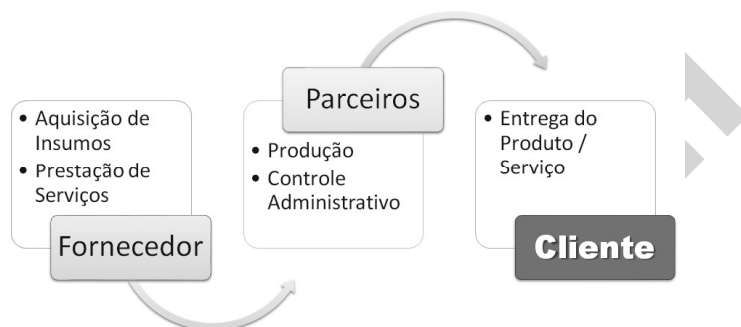 • Aquisição de
Insumos
• Prestação de
Serviços
Fornecedor
Parceiros
• Produção
• Controle
Administrativo
• Entrega do
Produto /
Serviço
Cliente